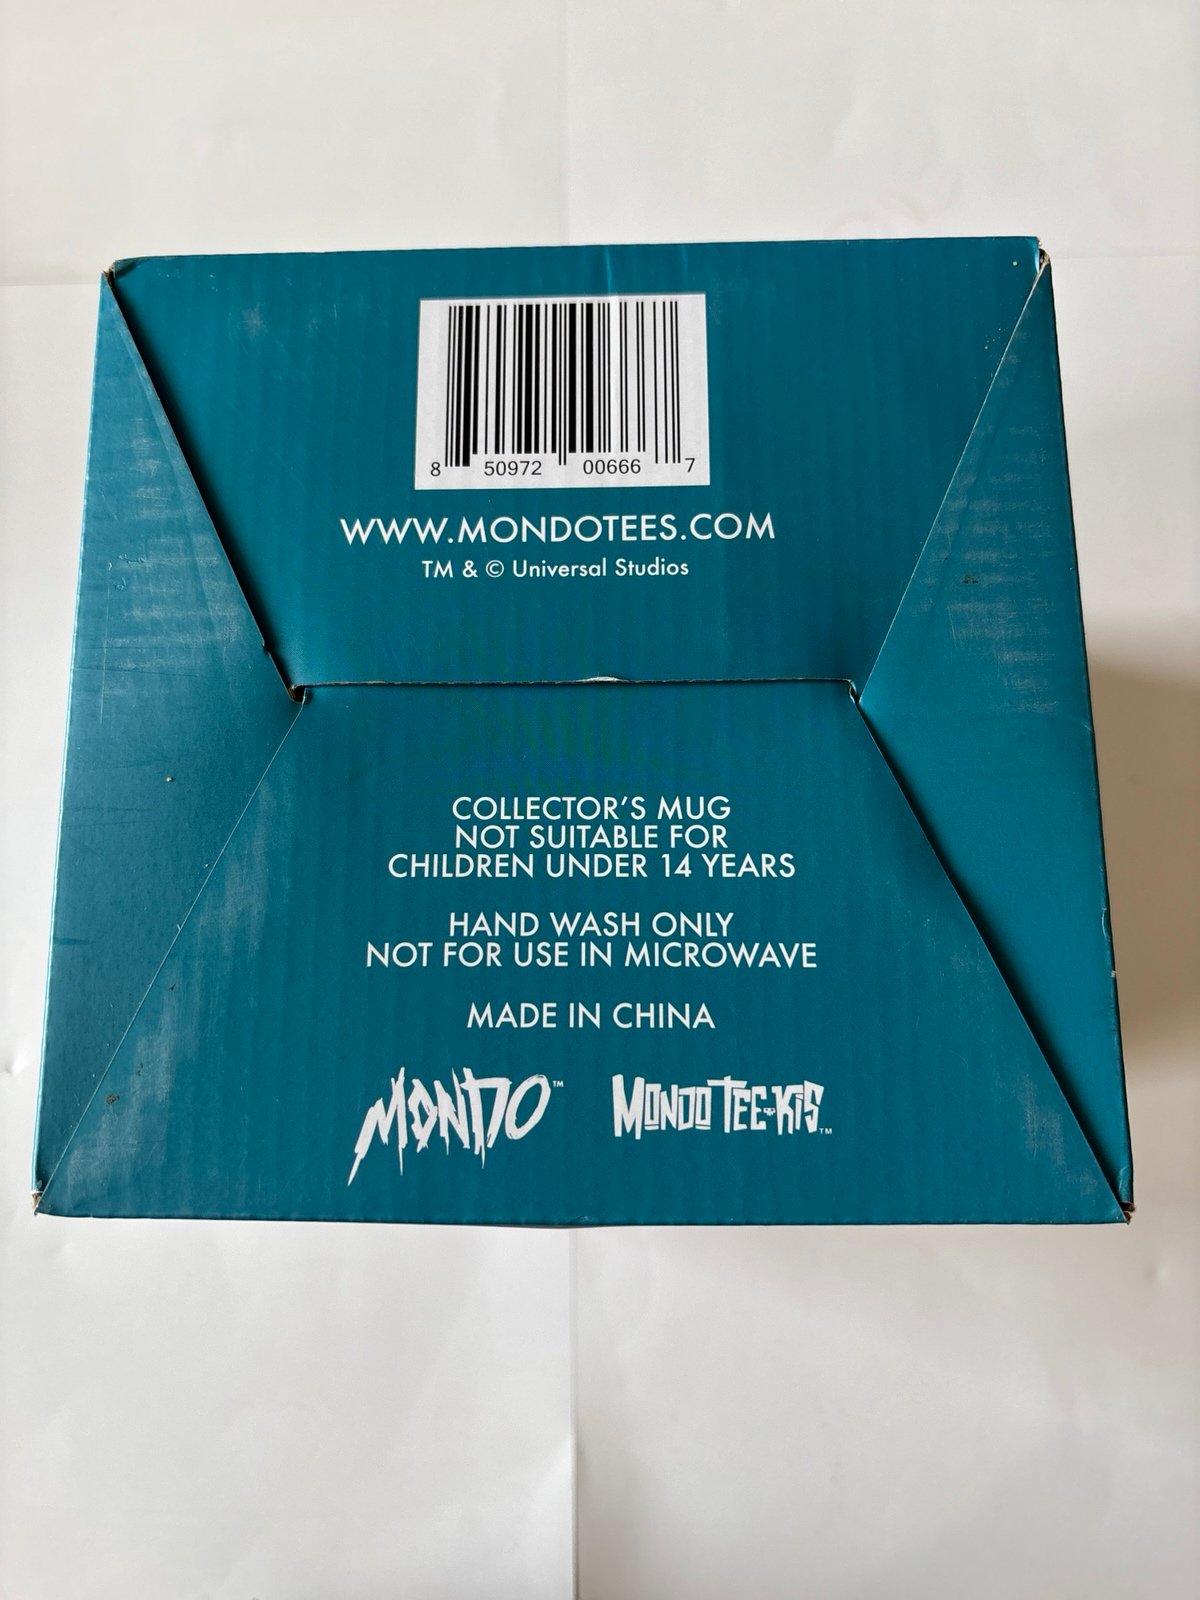 8 50972 00666 7
WWW.MONDOTEES.COM
TM & © Universal Studios
COLLECTOR'S MUG
NOT SUITABLE FOR
CHILDREN UNDER 14 YEARS
HAND WASH ONLY
NOT FOR USE IN MICROWAVE
MADE IN CHINA
MONDO™ MONDO TEE-KIS™